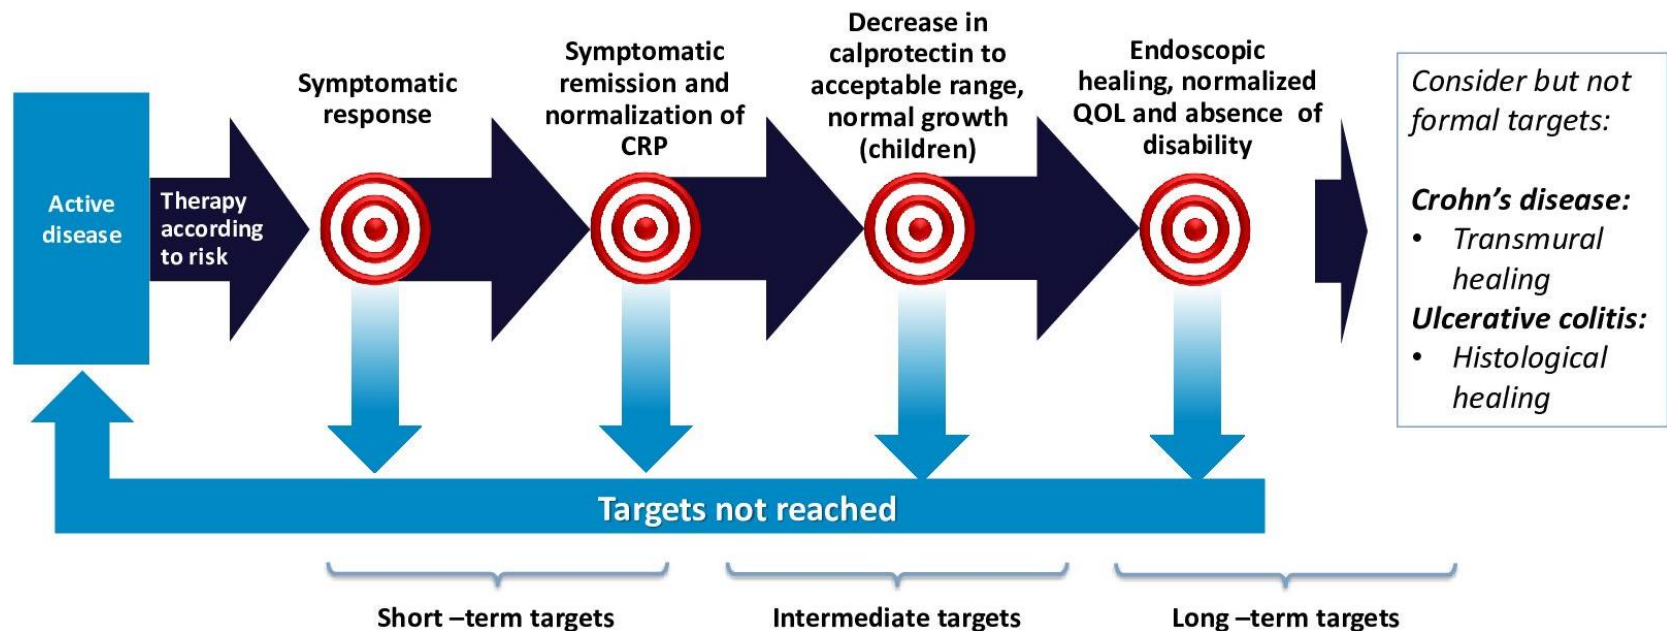 Active
disease
Therapy
according
to risk
Symptomatic
response
Symptomatic
remission and
normalization of
CRP
Decrease in
calprotectin to
acceptable range,
normal growth
(children)
Endoscopic
healing, normalized
QOL and absence of
disability
Consider but not
formal targets:
Crohn’s disease:
• Transmural
healing
Ulcerative colitis:
• Histological
healing
Targets not reached
Short –term targets
Intermediate targets
Long –term targets